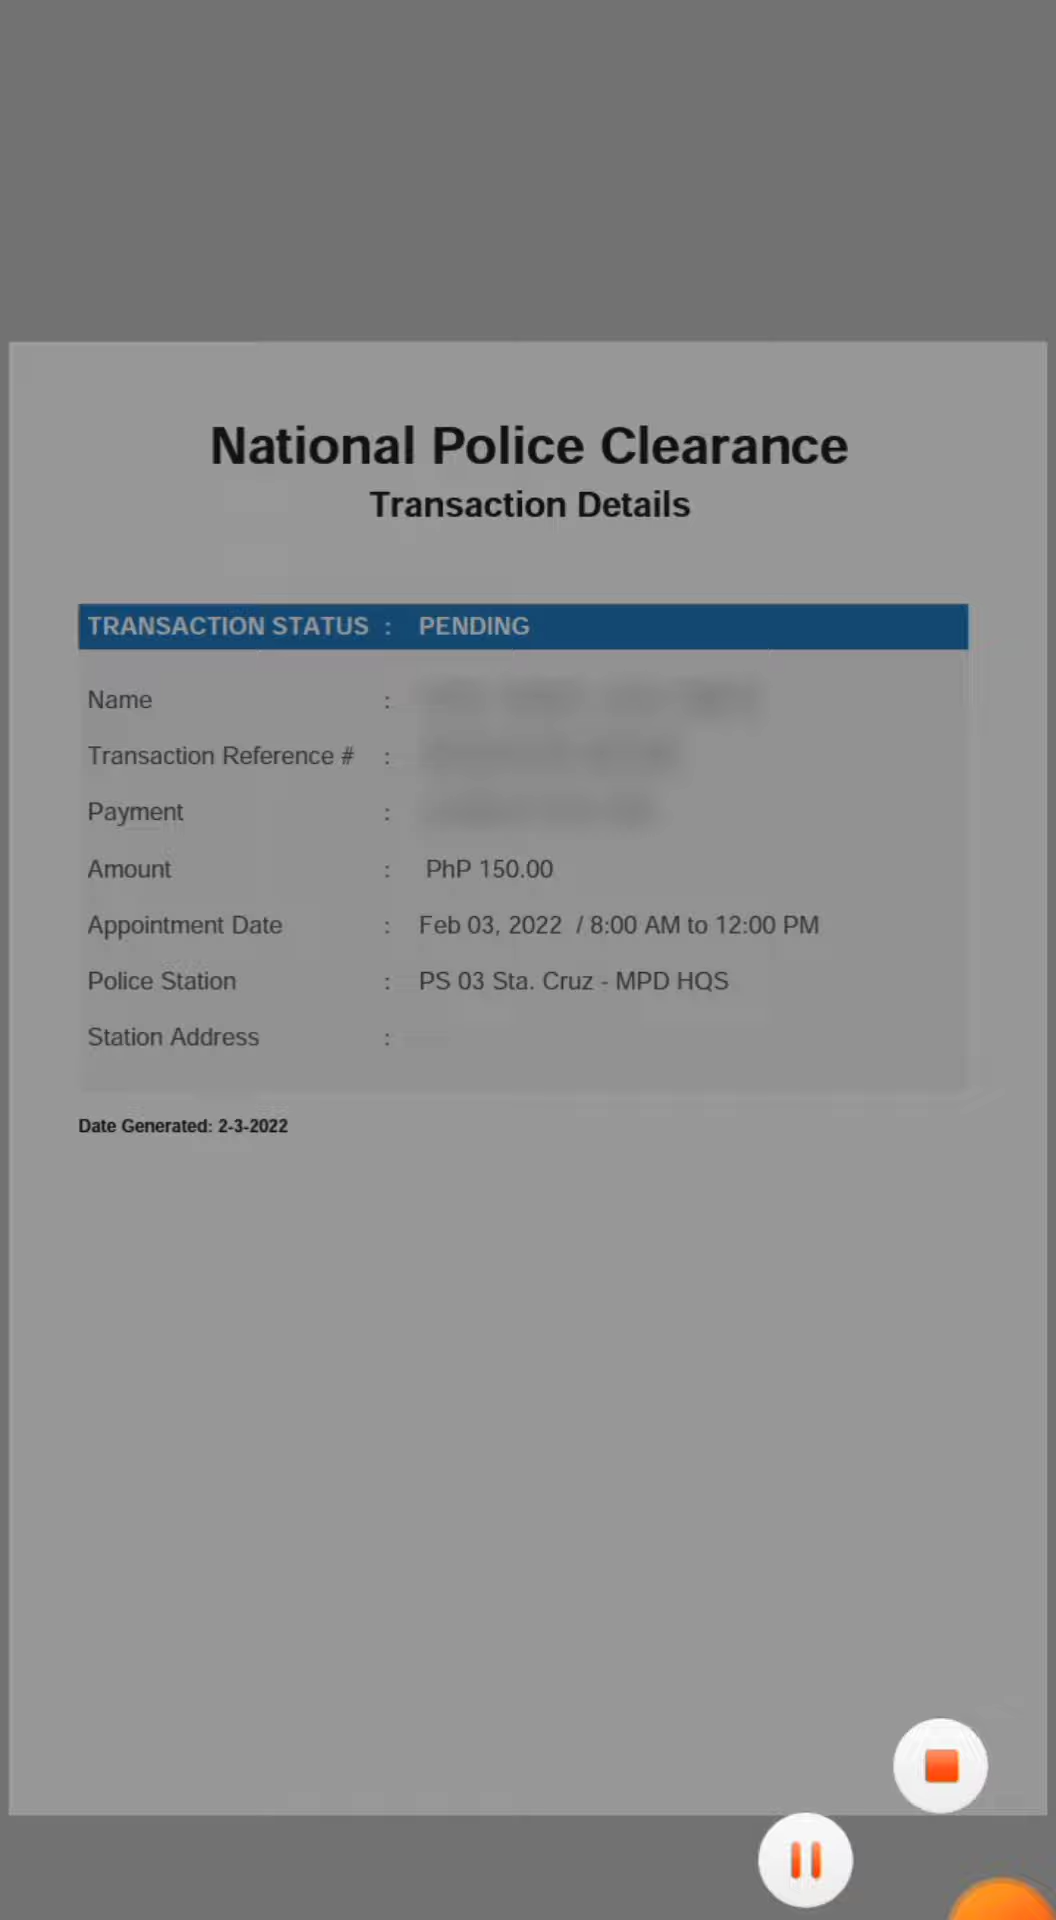 National Police Clearance
Transaction Details
TRANSACTION STATUS : PENDING
Name :
Transaction Reference # :
Payment :
Amount : PhP 150.00
Appointment Date : Feb 03, 2022 / 8:00 AM to 12:00 PM
Police Station : PS 03 Sta. Cruz - MPD HQS
Station Address :
Date Generated: 2-3-2022